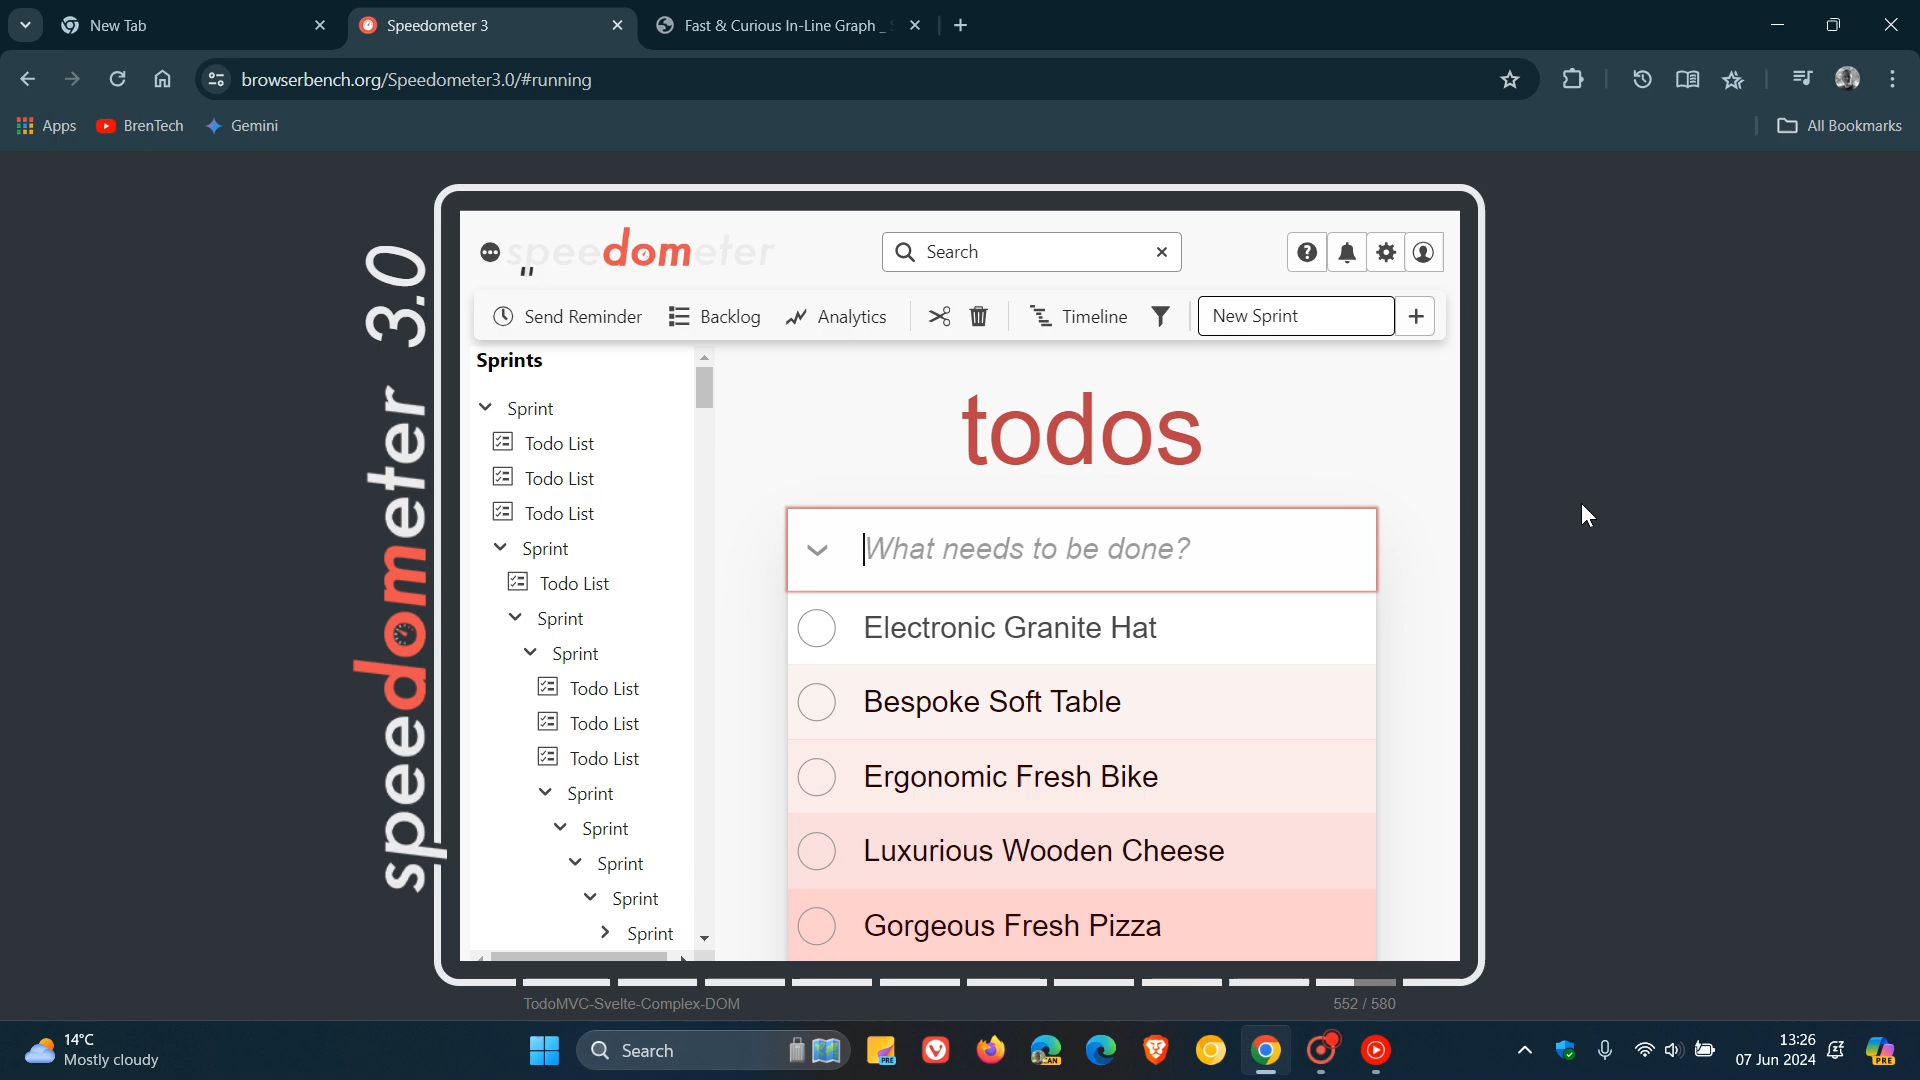 New Tab
Speedometer 3
Fast & Curious In-Line Graph _
browserbench.org/Speedometer3.0/#running
Apps
BrenTech
Gemini
All Bookmarks
speedometer 3.0
speedometer
Search
Send Reminder
Backlog
Analytics
Timeline
New Sprint
Sprints
Sprint
Todo List
Todo List
Todo List
Sprint
Todo List
Sprint
Sprint
Todo List
Todo List
Todo List
Sprint
Sprint
Sprint
Sprint
Sprint
todos
What needs to be done?
Electronic Granite Hat
Bespoke Soft Table
Ergonomic Fresh Bike
Luxurious Wooden Cheese
Gorgeous Fresh Pizza
TodoMVC-Svelte-Complex-DOM
552 / 580
14°C
Mostly cloudy
Search
PRE
CAN
13:26
07 Jun 2024
PRE